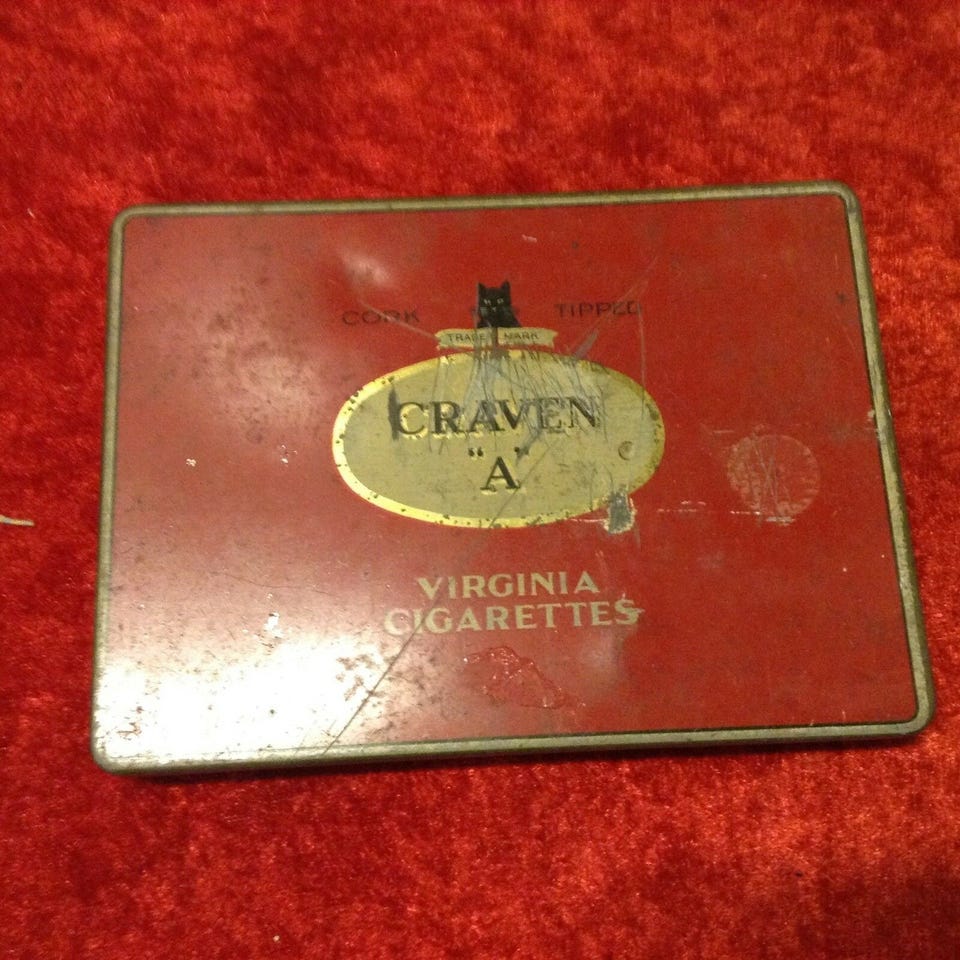 CORK TIPPED
TRADE MARK
CRAVEN
"A"
VIRGINIA
CIGARETTES